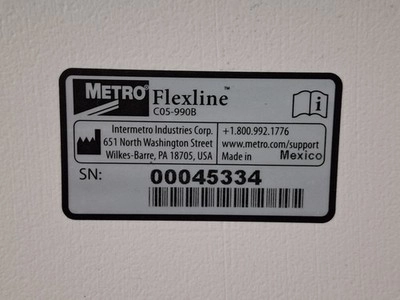 METRO® Flexline™
C05-990B
Intermetro Industries Corp.
651 North Washington Street
Wilkes-Barre, PA 18705, USA
+1.800.992.1776
www.metro.com/support
Made in Mexico
SN: 00045334